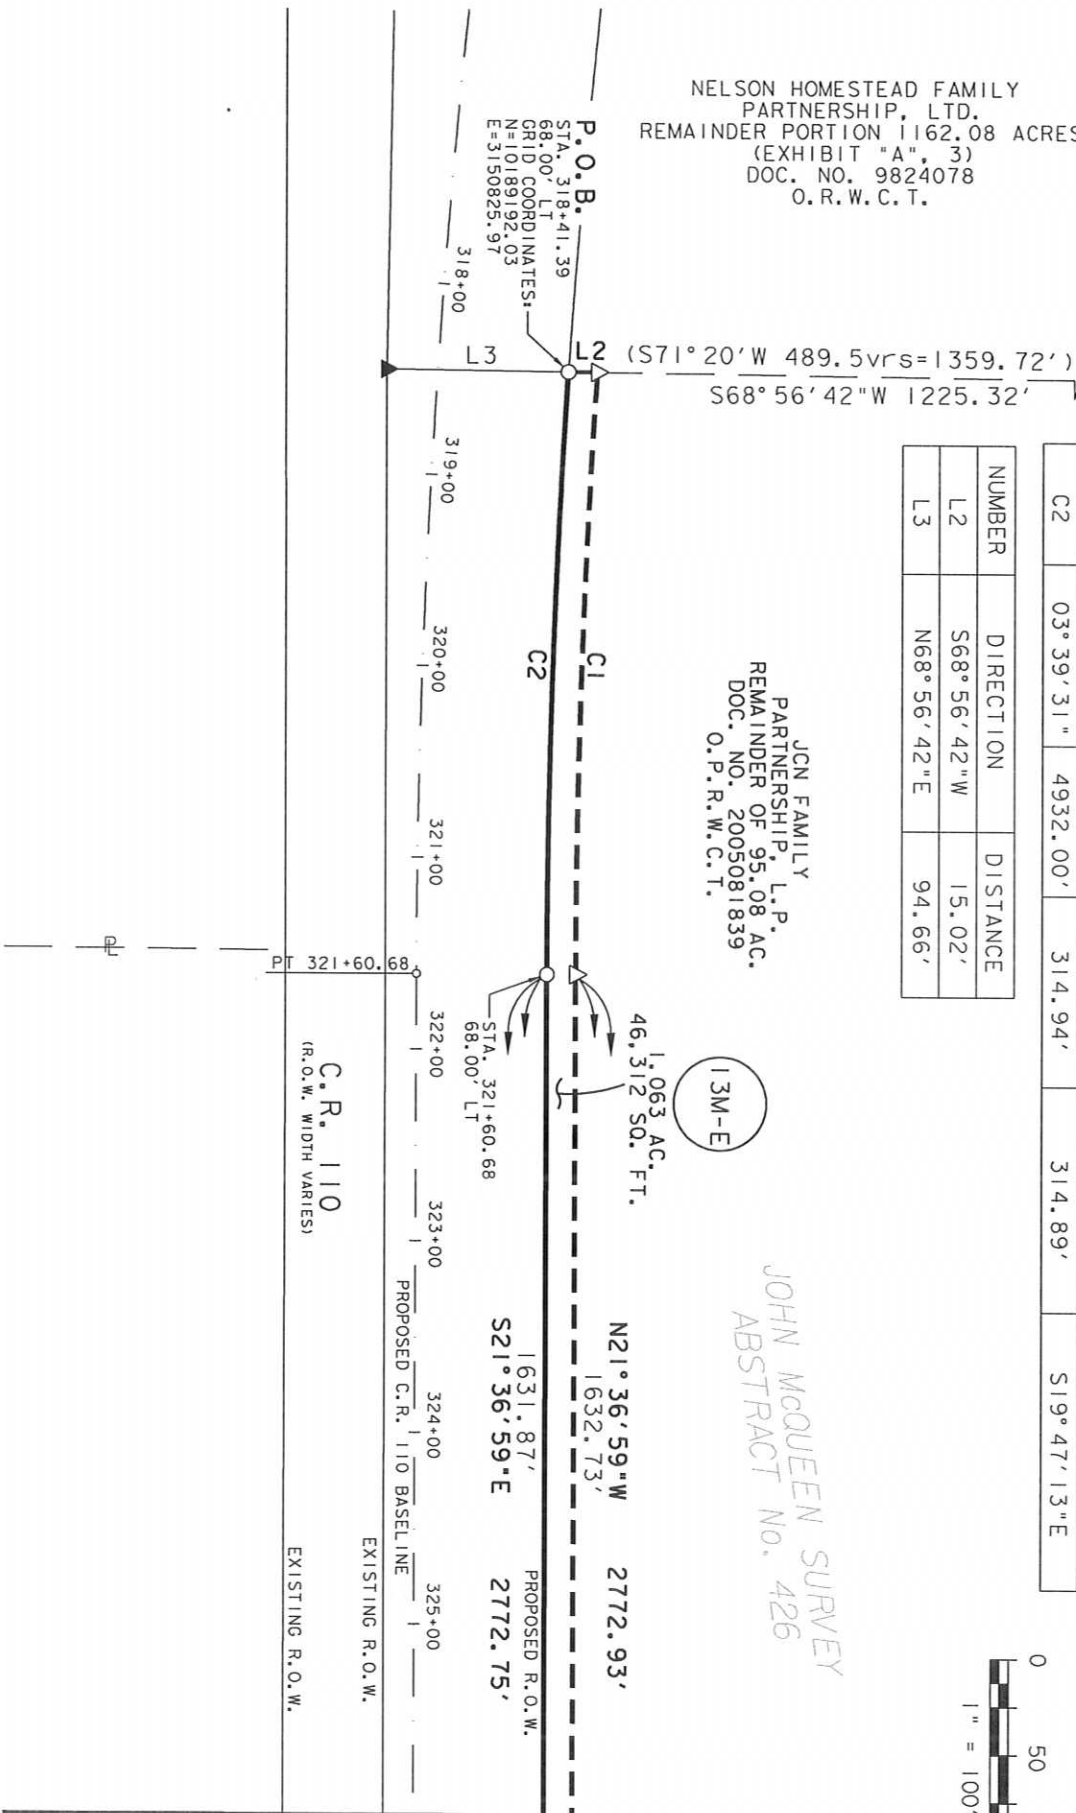 NELSON HOMESTEAD FAMILY
PARTNERSHIP, LTD.
REMAINDER PORTION 1162.08 ACRES
(EXHIBIT "A", 3)
DOC. NO. 9824078
O.R.W.C.T.
P.O.B.
STA. 318+41.39
68.00' LT
GRID COORDINATES:
N=10189192.03
E=3150825.97
L3
L2
(S71°20'W 489.5vrs=1359.72')
S68°56'42"W 1225.32'
C2 03°39'31" 4932.00' 314.94' 314.89' S19°47'13"E
NUMBER DIRECTION DISTANCE
L2 S68°56'42"W 15.02'
L3 N68°56'42"E 94.66'
JCN FAMILY
PARTNERSHIP, L.P.
REMAINDER OF 95.08 AC.
DOC. NO. 2005081839
O.P.R.W.C.T.
C1
C2
318+00
319+00
320+00
321+00
322+00
323+00
324+00
325+00
PT 321+60.68
STA. 321+60.68
68.00' LT
13M-E
1.063 AC.
46,312 SQ. FT.
JOHN McQUEEN SURVEY
ABSTRACT No. 426
N21°36'59"W 2772.93'
1632.73'
1631.87'
S21°36'59"E 2772.75'
PROPOSED R.O.W.
PROPOSED C.R. 110 BASELINE
EXISTING R.O.W.
C.R. 110
(R.O.W. WIDTH VARIES)
EXISTING R.O.W.
PL
0 50
1" = 100'